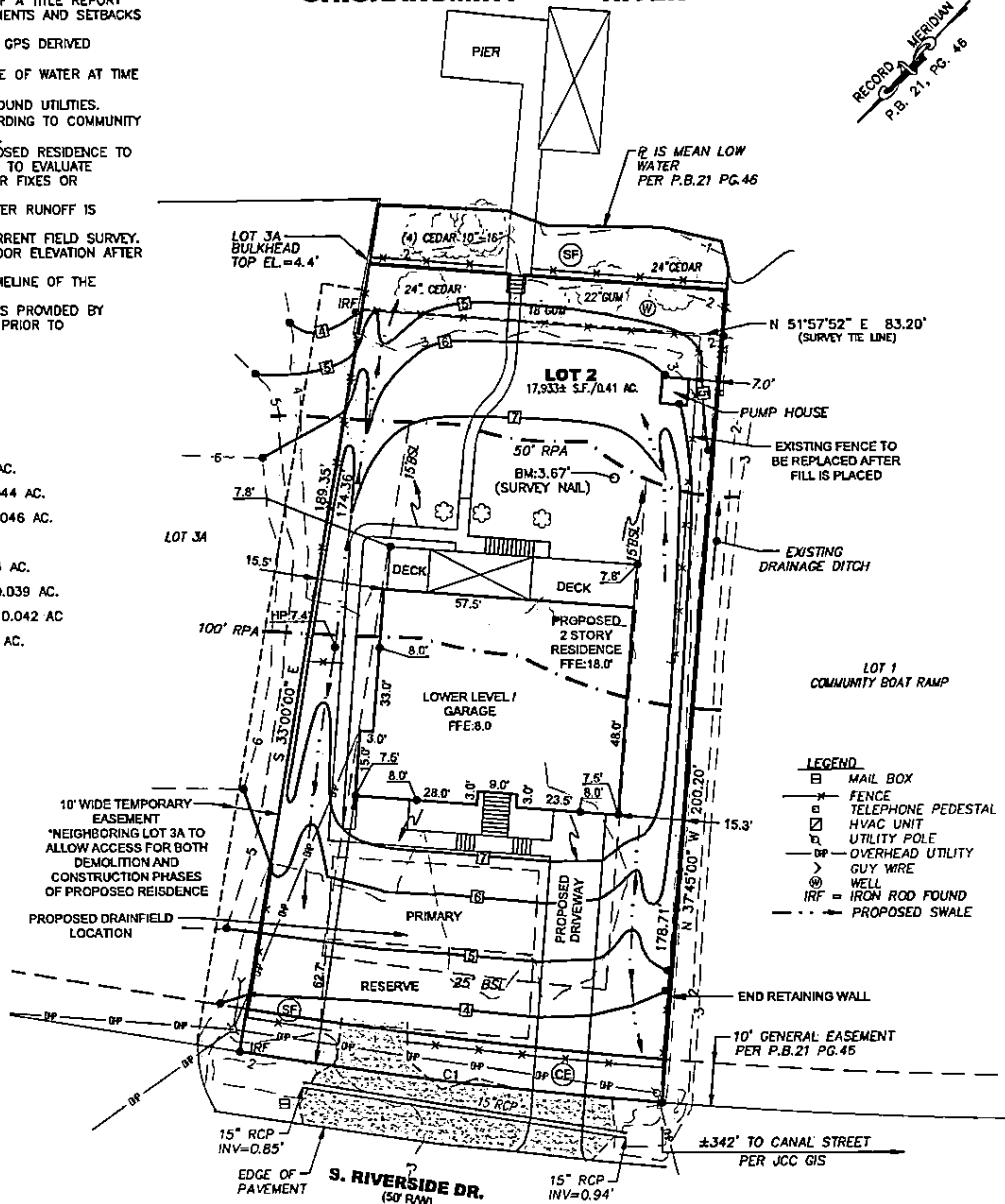 F A TITLE REPORT
MENTS AND SETBACKS
GPS DERIVED
E OF WATER AT TIME
OUND UTILITIES.
RDING TO COMMUNITY
OSED RESIDENCE TO
TO EVALUATE
R FIXES OR
ER RUNOFF IS
RRENT FIELD SURVEY.
OOR ELEVATION AFTER
MELINE OF THE
S PROVIDED BY
PRIOR TO
AC.
44 AC.
046 AC.
AC.
0.039 AC.
0.042 AC
AC.
RECORD MERIDIAN
P.B. 21, PG. 46
PIER
IS MEAN LOW
WATER
PER P.B.21 PG.46
LOT 3A
BULKHEAD
TOP EL.=4.4'
(4) CEDAR 10"-16"
SF
24" CEDAR
24" CEDAR
22" GUM
W
18" GUM
IRF
N 51°57'52" E 83.20'
(SURVEY TIE LINE)
LOT 2
17,933± S.F./0.41 AC.
7.0'
PUMP HOUSE
50' RPA
EXISTING FENCE TO
BE REPLACED AFTER
FILL IS PLACED
BM:3.67'
(SURVEY NAIL)
15' BSL
189.35'
174.36'
7.8'
LOT 3A
EXISTING
DRAINAGE DITCH
15' BSL
7.8'
15.5'
DECK
DECK
57.5'
100' RPA
HP:7.4'
8.0'
PROPOSED
2 STORY
RESIDENCE
FFE:18.0'
LOT 1
COMMUNITY BOAT RAMP
S 33°00'00" E
33.0'
LOWER LEVEL/
GARAGE
FFE:8.0
48.0'
3.0'
15.0'
7.5'
8.0'
28.0'
3.0'
9.0'
3.0'
23.5'
7.5'
8.0'
15.3'
LEGEND
MAIL BOX
FENCE
TELEPHONE PEDESTAL
HVAC UNIT
UTILITY POLE
OHP OVERHEAD UTILITY
GUY WIRE
W WELL
IRF = IRON ROD FOUND
PROPOSED SWALE
10' WIDE TEMPORARY
EASEMENT
*NEIGHBORING LOT 3A TO
ALLOW ACCESS FOR BOTH
DEMOLITION AND
CONSTRUCTION PHASES
OF PROPOSED REISDENCE
N 37°45'00" W 200.20'
178.71'
PROPOSED DRAINFIELD
LOCATION
PRIMARY
PROPOSED
DRIVEWAY
RESERVE
25' BSL
62.7'
SF
END RETAINING WALL
10' GENERAL EASEMENT
PER P.B.21 PG.46
IRF
C1
CE
15" RCP
15" RCP
INV=0.85'
EDGE OF
PAVEMENT
S. RIVERSIDE DR.
(50' R/W)
15" RCP
INV=0.94'
±342' TO CANAL STREET
PER JCC GIS